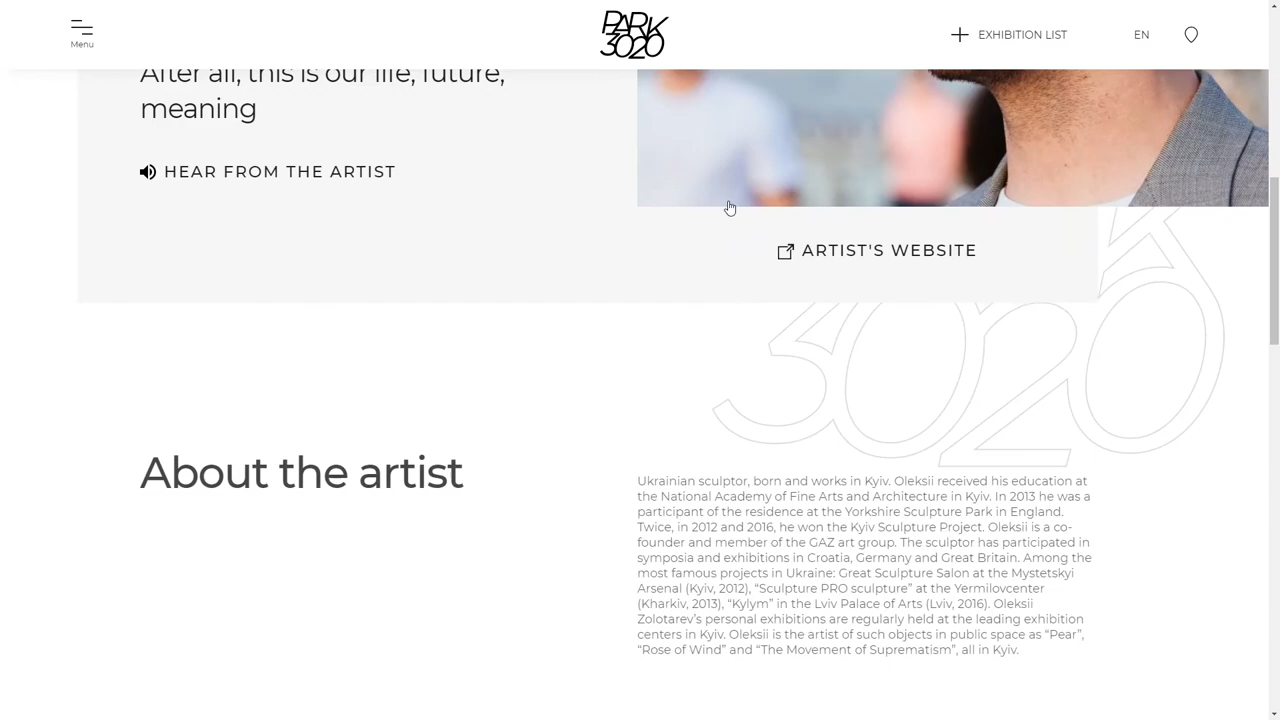 Menu
PARK
3020
EXHIBITION LIST
EN
After all, this is our life, future,
meaning
HEAR FROM THE ARTIST
ARTIST'S WEBSITE
3020
About the artist
Ukrainian sculptor, born and works in Kyiv. Oleksii received his education at
the National Academy of Fine Arts and Architecture in Kyiv. In 2013 he was a
participant of the residence at the Yorkshire Sculpture Park in England.
Twice, in 2012 and 2016, he won the Kyiv Sculpture Project. Oleksii is a co-
founder and member of the GAZ art group. The sculptor has participated in
symposia and exhibitions in Croatia, Germany and Great Britain. Among the
most famous projects in Ukraine: Great Sculpture Salon at the Mystetskyi
Arsenal (Kyiv, 2012), “Sculpture PRO sculpture” at the Yermilovcenter
(Kharkiv, 2013), “Kylym” in the Lviv Palace of Arts (Lviv, 2016). Oleksii
Zolotarev’s personal exhibitions are regularly held at the leading exhibition
centers in Kyiv. Oleksii is the artist of such objects in public space as “Pear”,
“Rose of Wind” and “The Movement of Suprematism”, all in Kyiv.